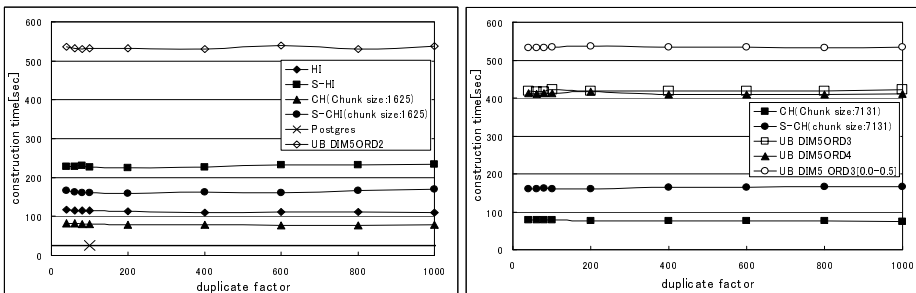 600
500
400
300
200
100
0
construction time[sec]
HI
S-HI
CH(Chunk size:1625)
S-CHI(chunk size:1625)
Postgres
UB DIM5ORD2
0 200 400 600 800 1000
duplicate factor
600
500
400
300
200
100
0
construction time[sec]
CH(Chunk size:7131)
S-CH(chunk size:7131)
UB DIM5ORD3
UB DIM5ORD4
UB DIM5 ORD3[0.0-0.5]
0 200 400 600 800 1000
duplicate factor